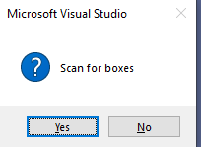 Microsoft Visual Studio
Scan for boxes
Yes
No